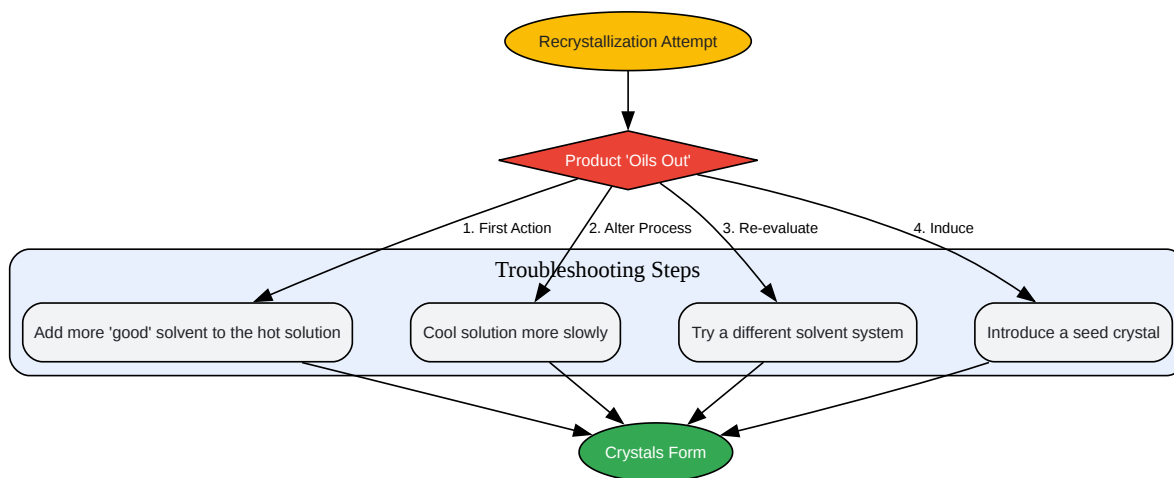 Recrystallization Attempt
Product 'Oils Out'
1. First Action
2. Alter Process
3. Re-evaluate
4. Induce
Troubleshooting Steps
Add more 'good' solvent to the hot solution
Cool solution more slowly
Try a different solvent system
Introduce a seed crystal
Crystals Form